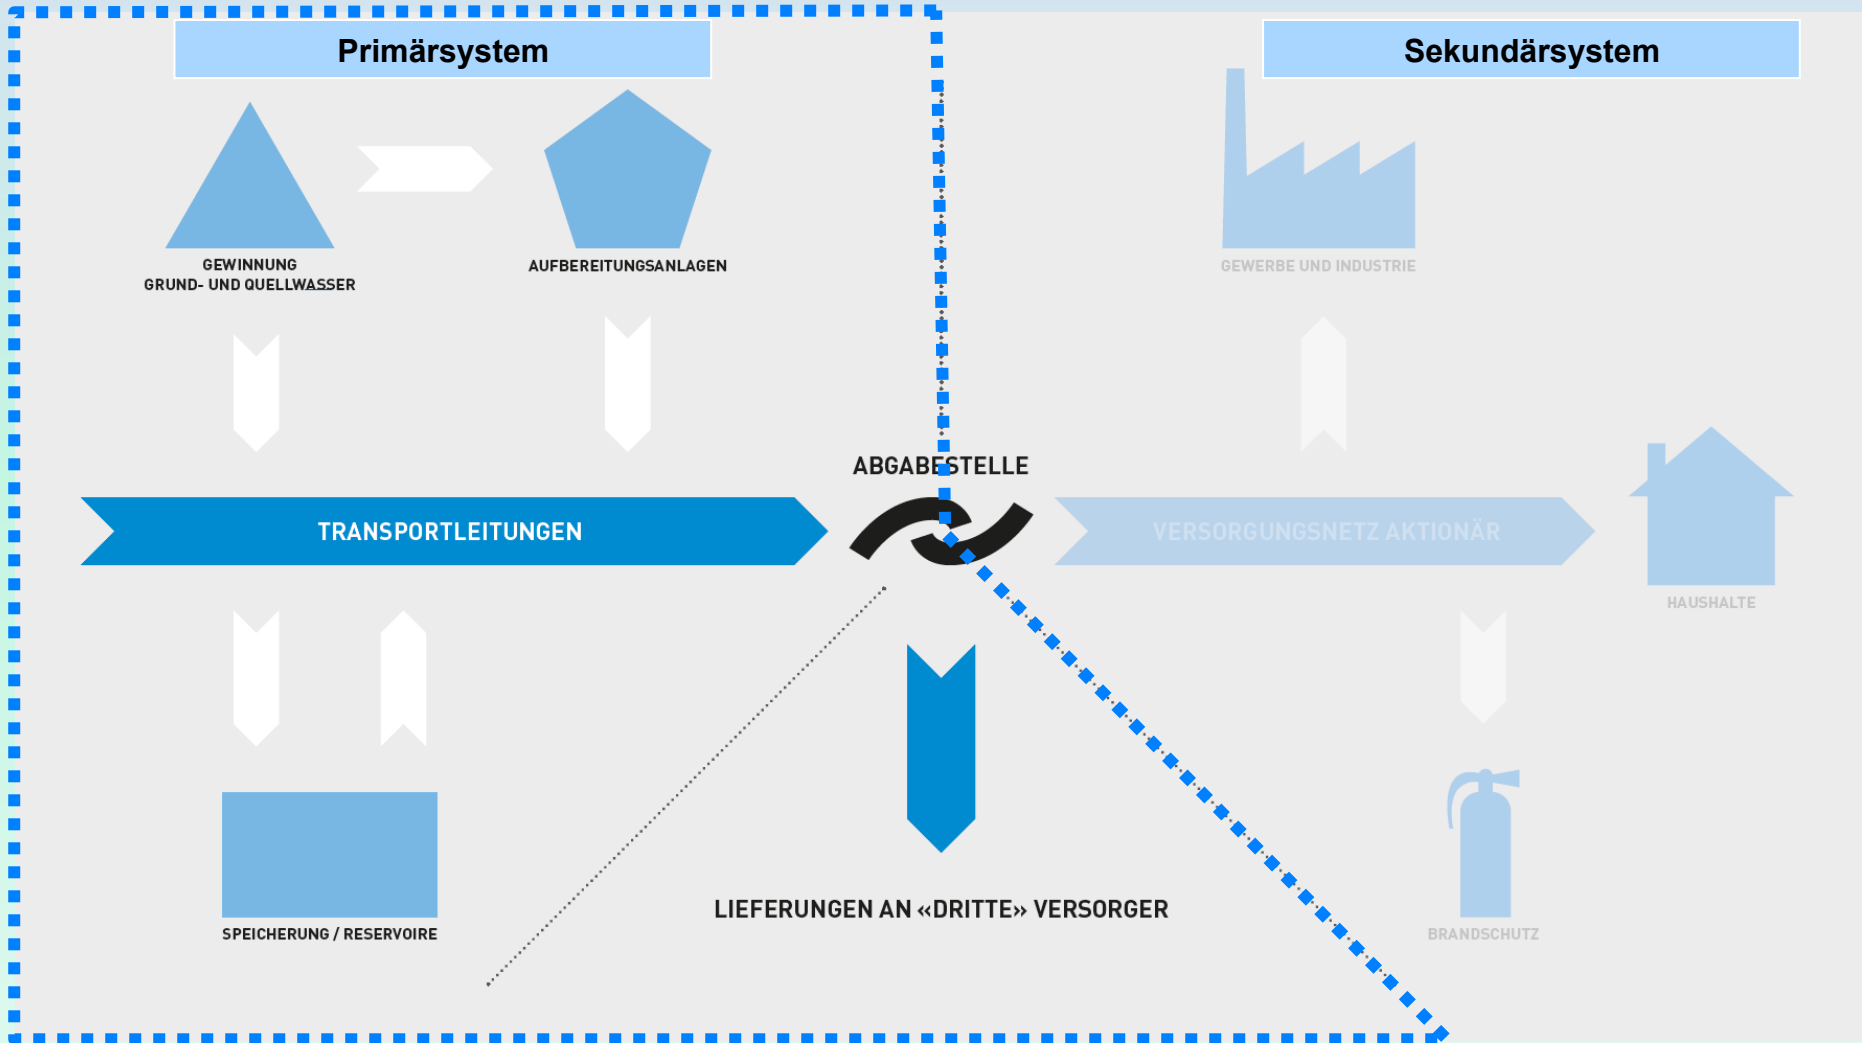 Primärsystem
Sekundärsystem
GEWINNUNG
GRUND- UND QUELLWASSER
AUFBEREITUNGSANLAGEN
GEWERBE UND INDUSTRIE
ABGABESTELLE
TRANSPORTLEITUNGEN
VERSORGUNGSNETZ AKTIONÄR
HAUSHALTE
LIEFERUNGEN AN «DRITTE» VERSORGER
SPEICHERUNG / RESERVOIRE
BRANDSCHUTZ